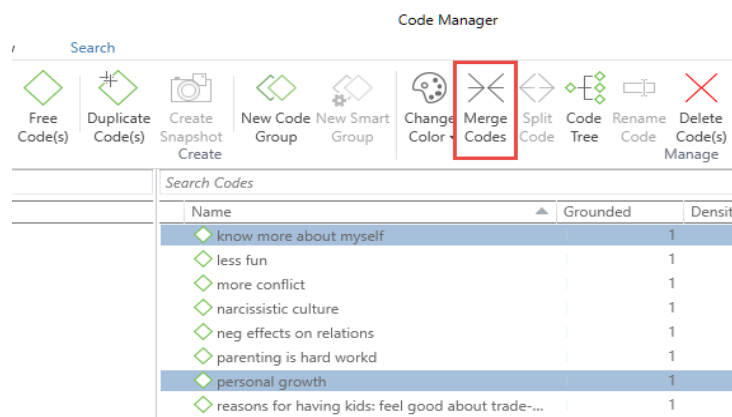 Code Manager
Search
Free Duplicate Create New Code New Smart Change Merge Split Code Rename Delete
Code(s) Code(s) Snapshot Group Group Color Codes Code Tree Code Code(s)
Create Manage
Search Codes
Name Grounded Densit
know more about myself 1
less fun 1
more conflict 1
narcissistic culture 1
neg effects on relations 1
parenting is hard workd 1
personal growth 1
reasons for having kids: feel good about trade-... 1